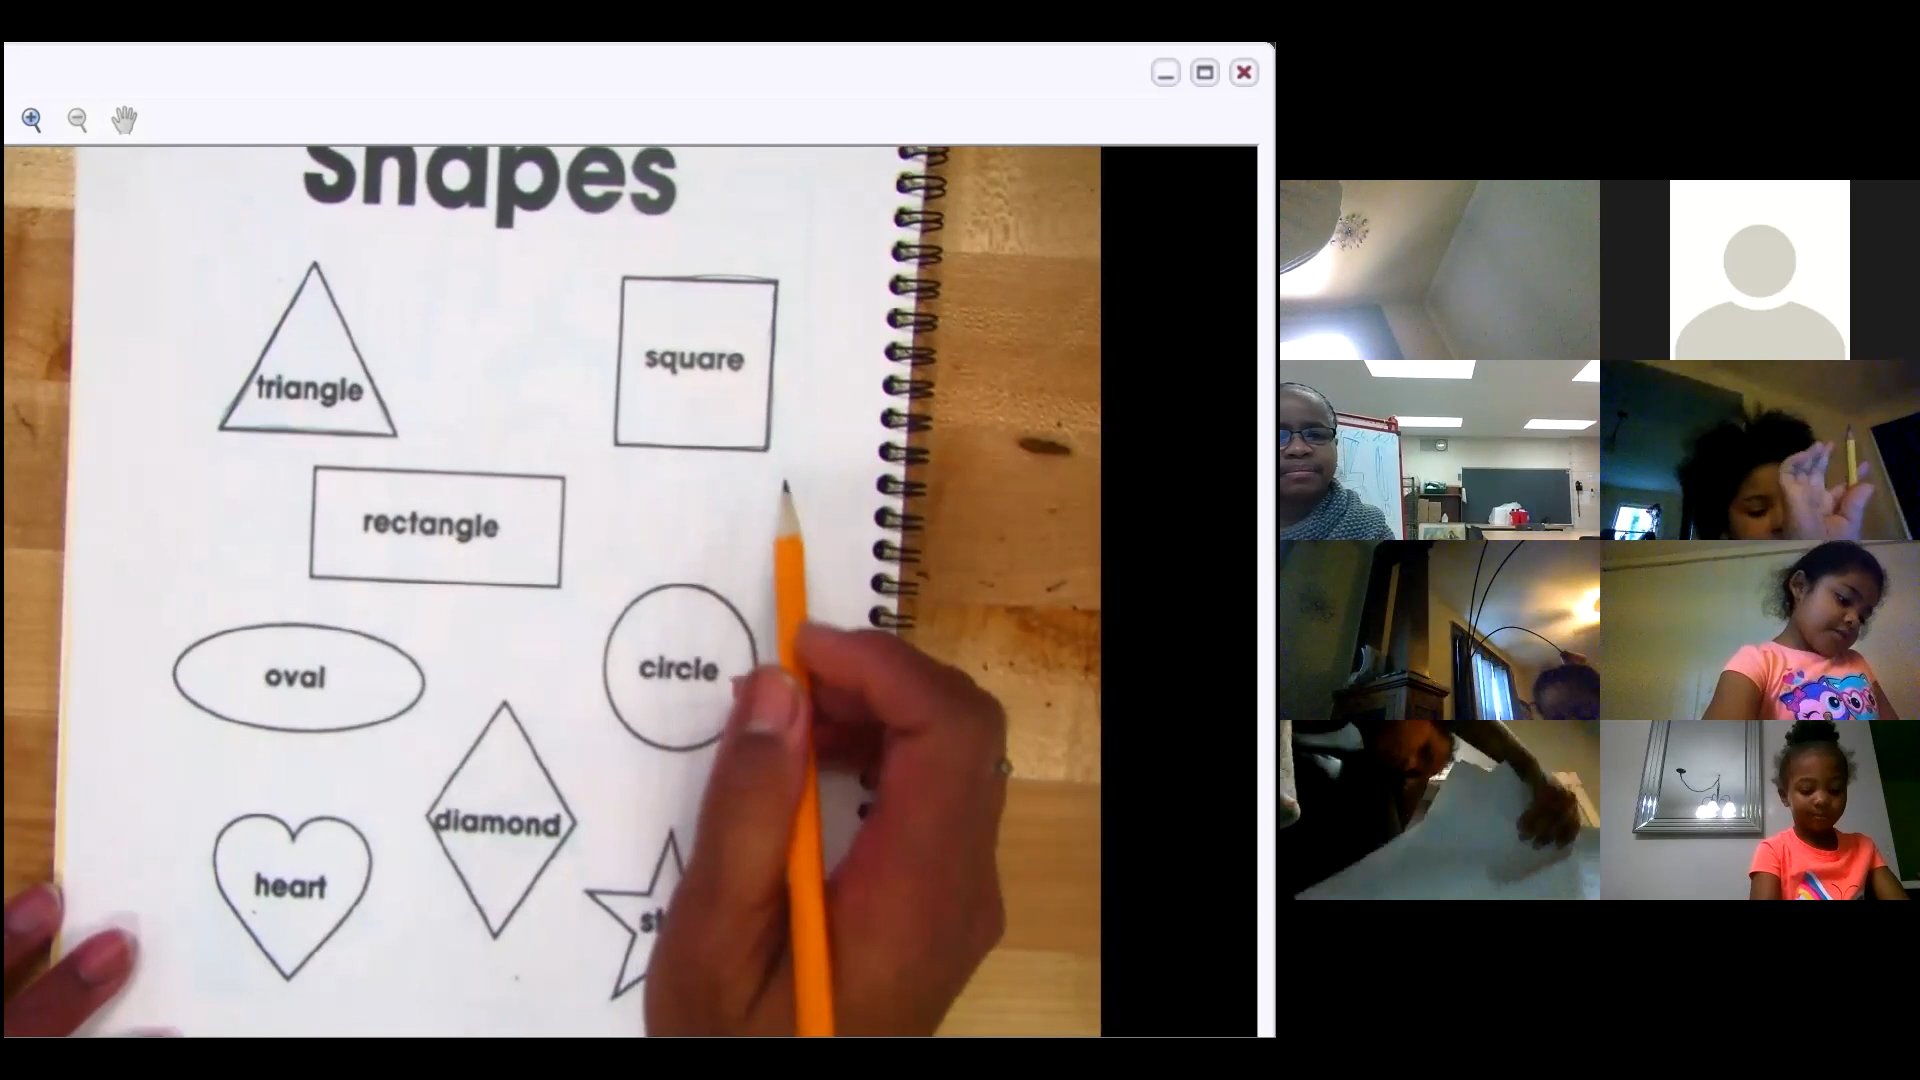 Shapes
triangle
square
rectangle
oval
circle
diamond
heart